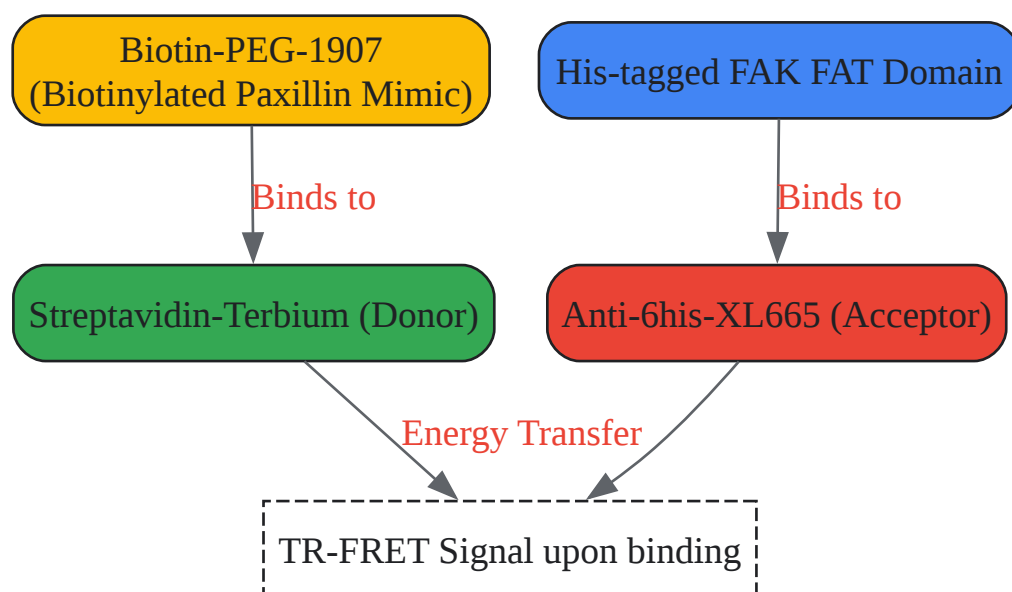 Biotin-PEG-1907
(Biotinylated Paxillin Mimic)
His-tagged FAK FAT Domain
Binds to
Binds to
Streptavidin-Terbium (Donor)
Anti-6his-XL665 (Acceptor)
Energy Transfer
TR-FRET Signal upon binding